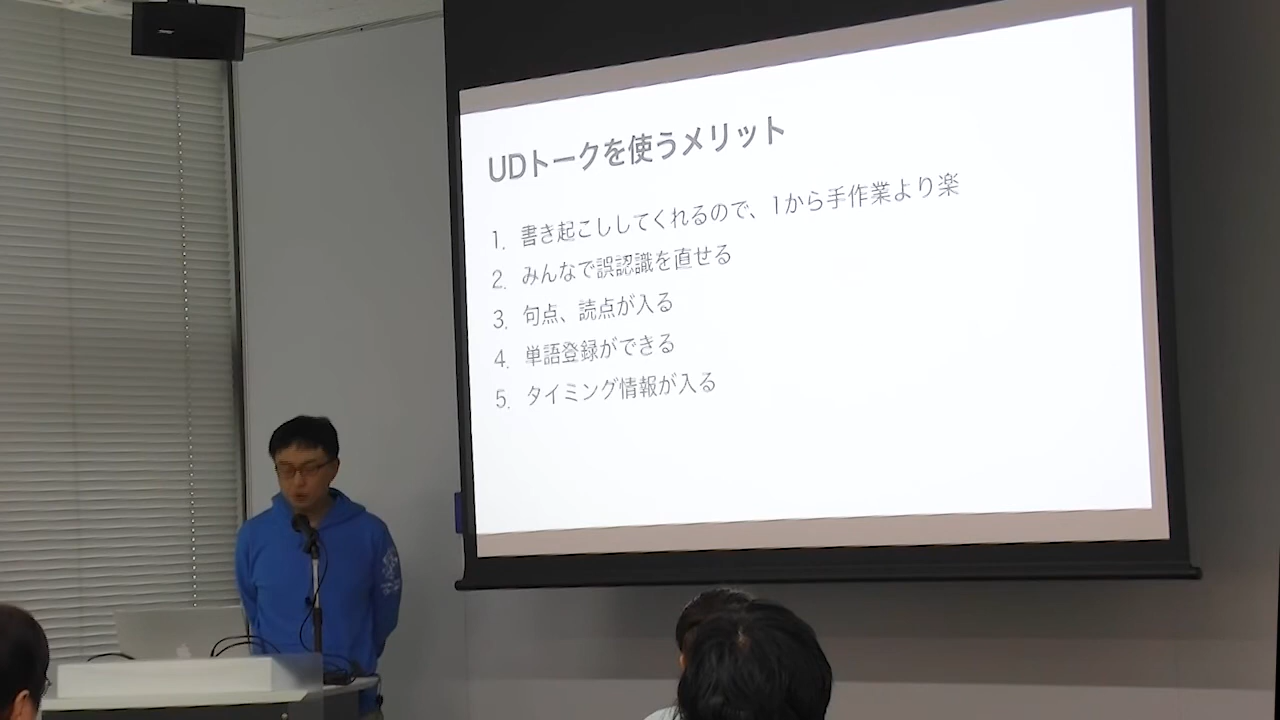 UDトークを使うメリット
1. 書き起こししてくれるので、1から手作業より楽
2. みんなで誤認識を直せる
3. 句点、読点が入る
4. 単語登録ができる
5. タイミング情報が入る